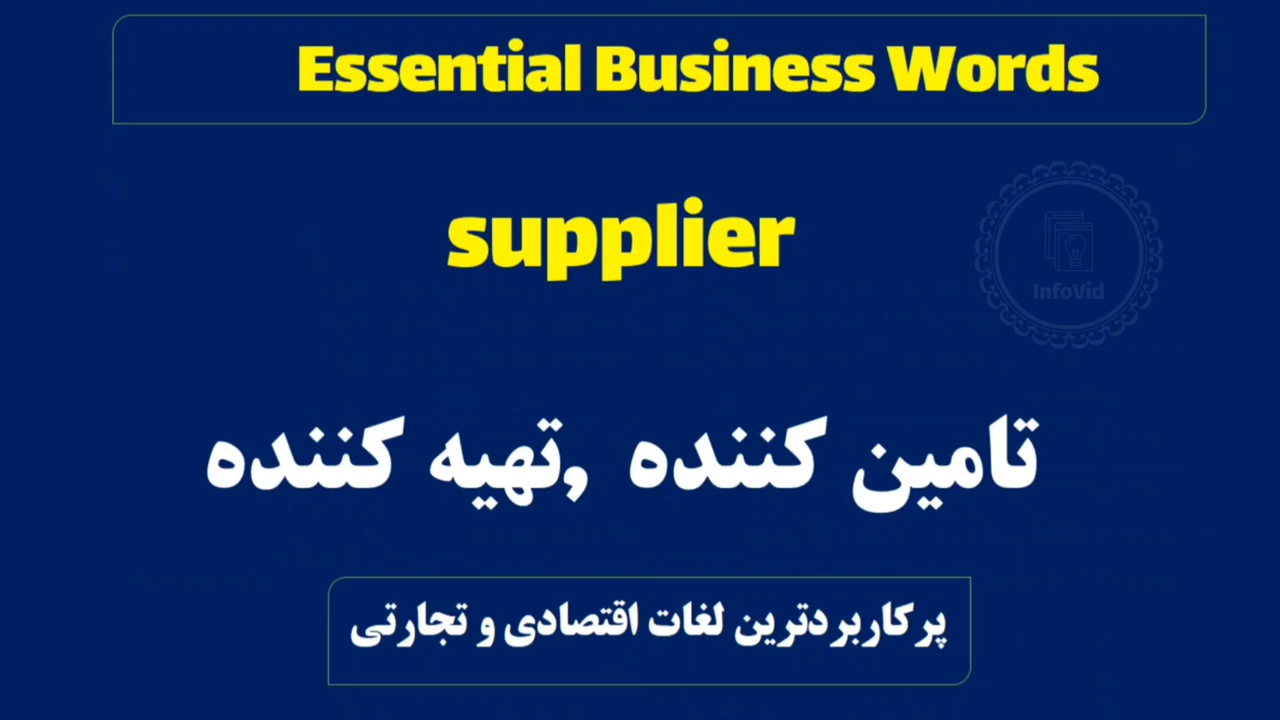 Essential Business Words
supplier
InfoVid
تامین کننده ,تهیه کننده
پرکاربردترین لغات اقتصادی و تجارتی